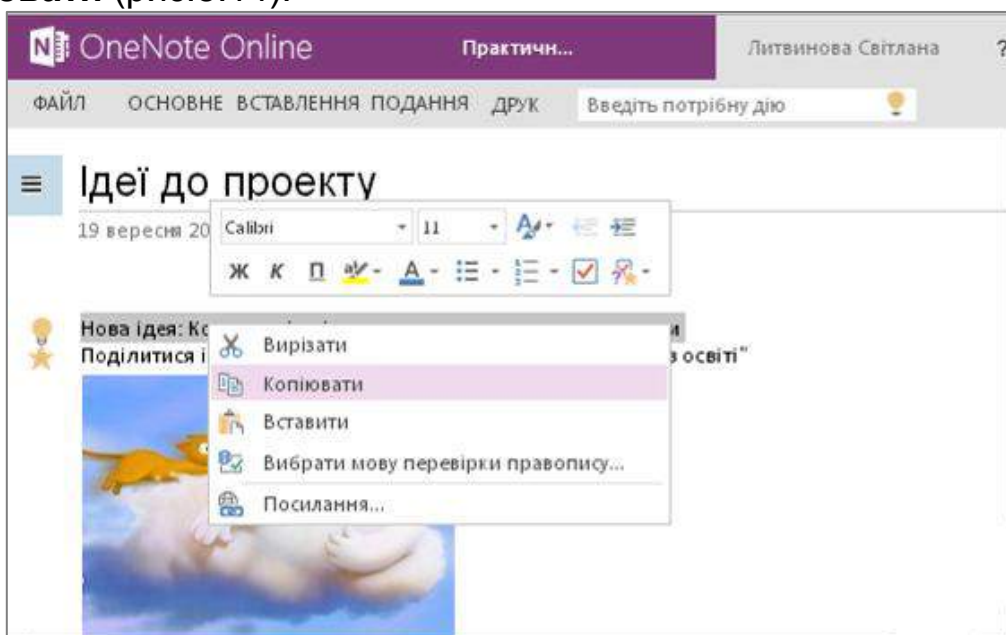 OneNote Online Практичн... Литвинова Світлана ?
ФАЙЛ ОСНОВНЕ ВСТАВЛЕННЯ ПОДАННЯ ДРУК Введіть потрібну дію
Ідеї до проекту
19 вересня 20
Calibri 11
Ж К П
Нова ідея:
Поділитися освіті"
Вирізати
Копіювати
Вставити
Вибрати мову перевірки правопису...
Посилання...